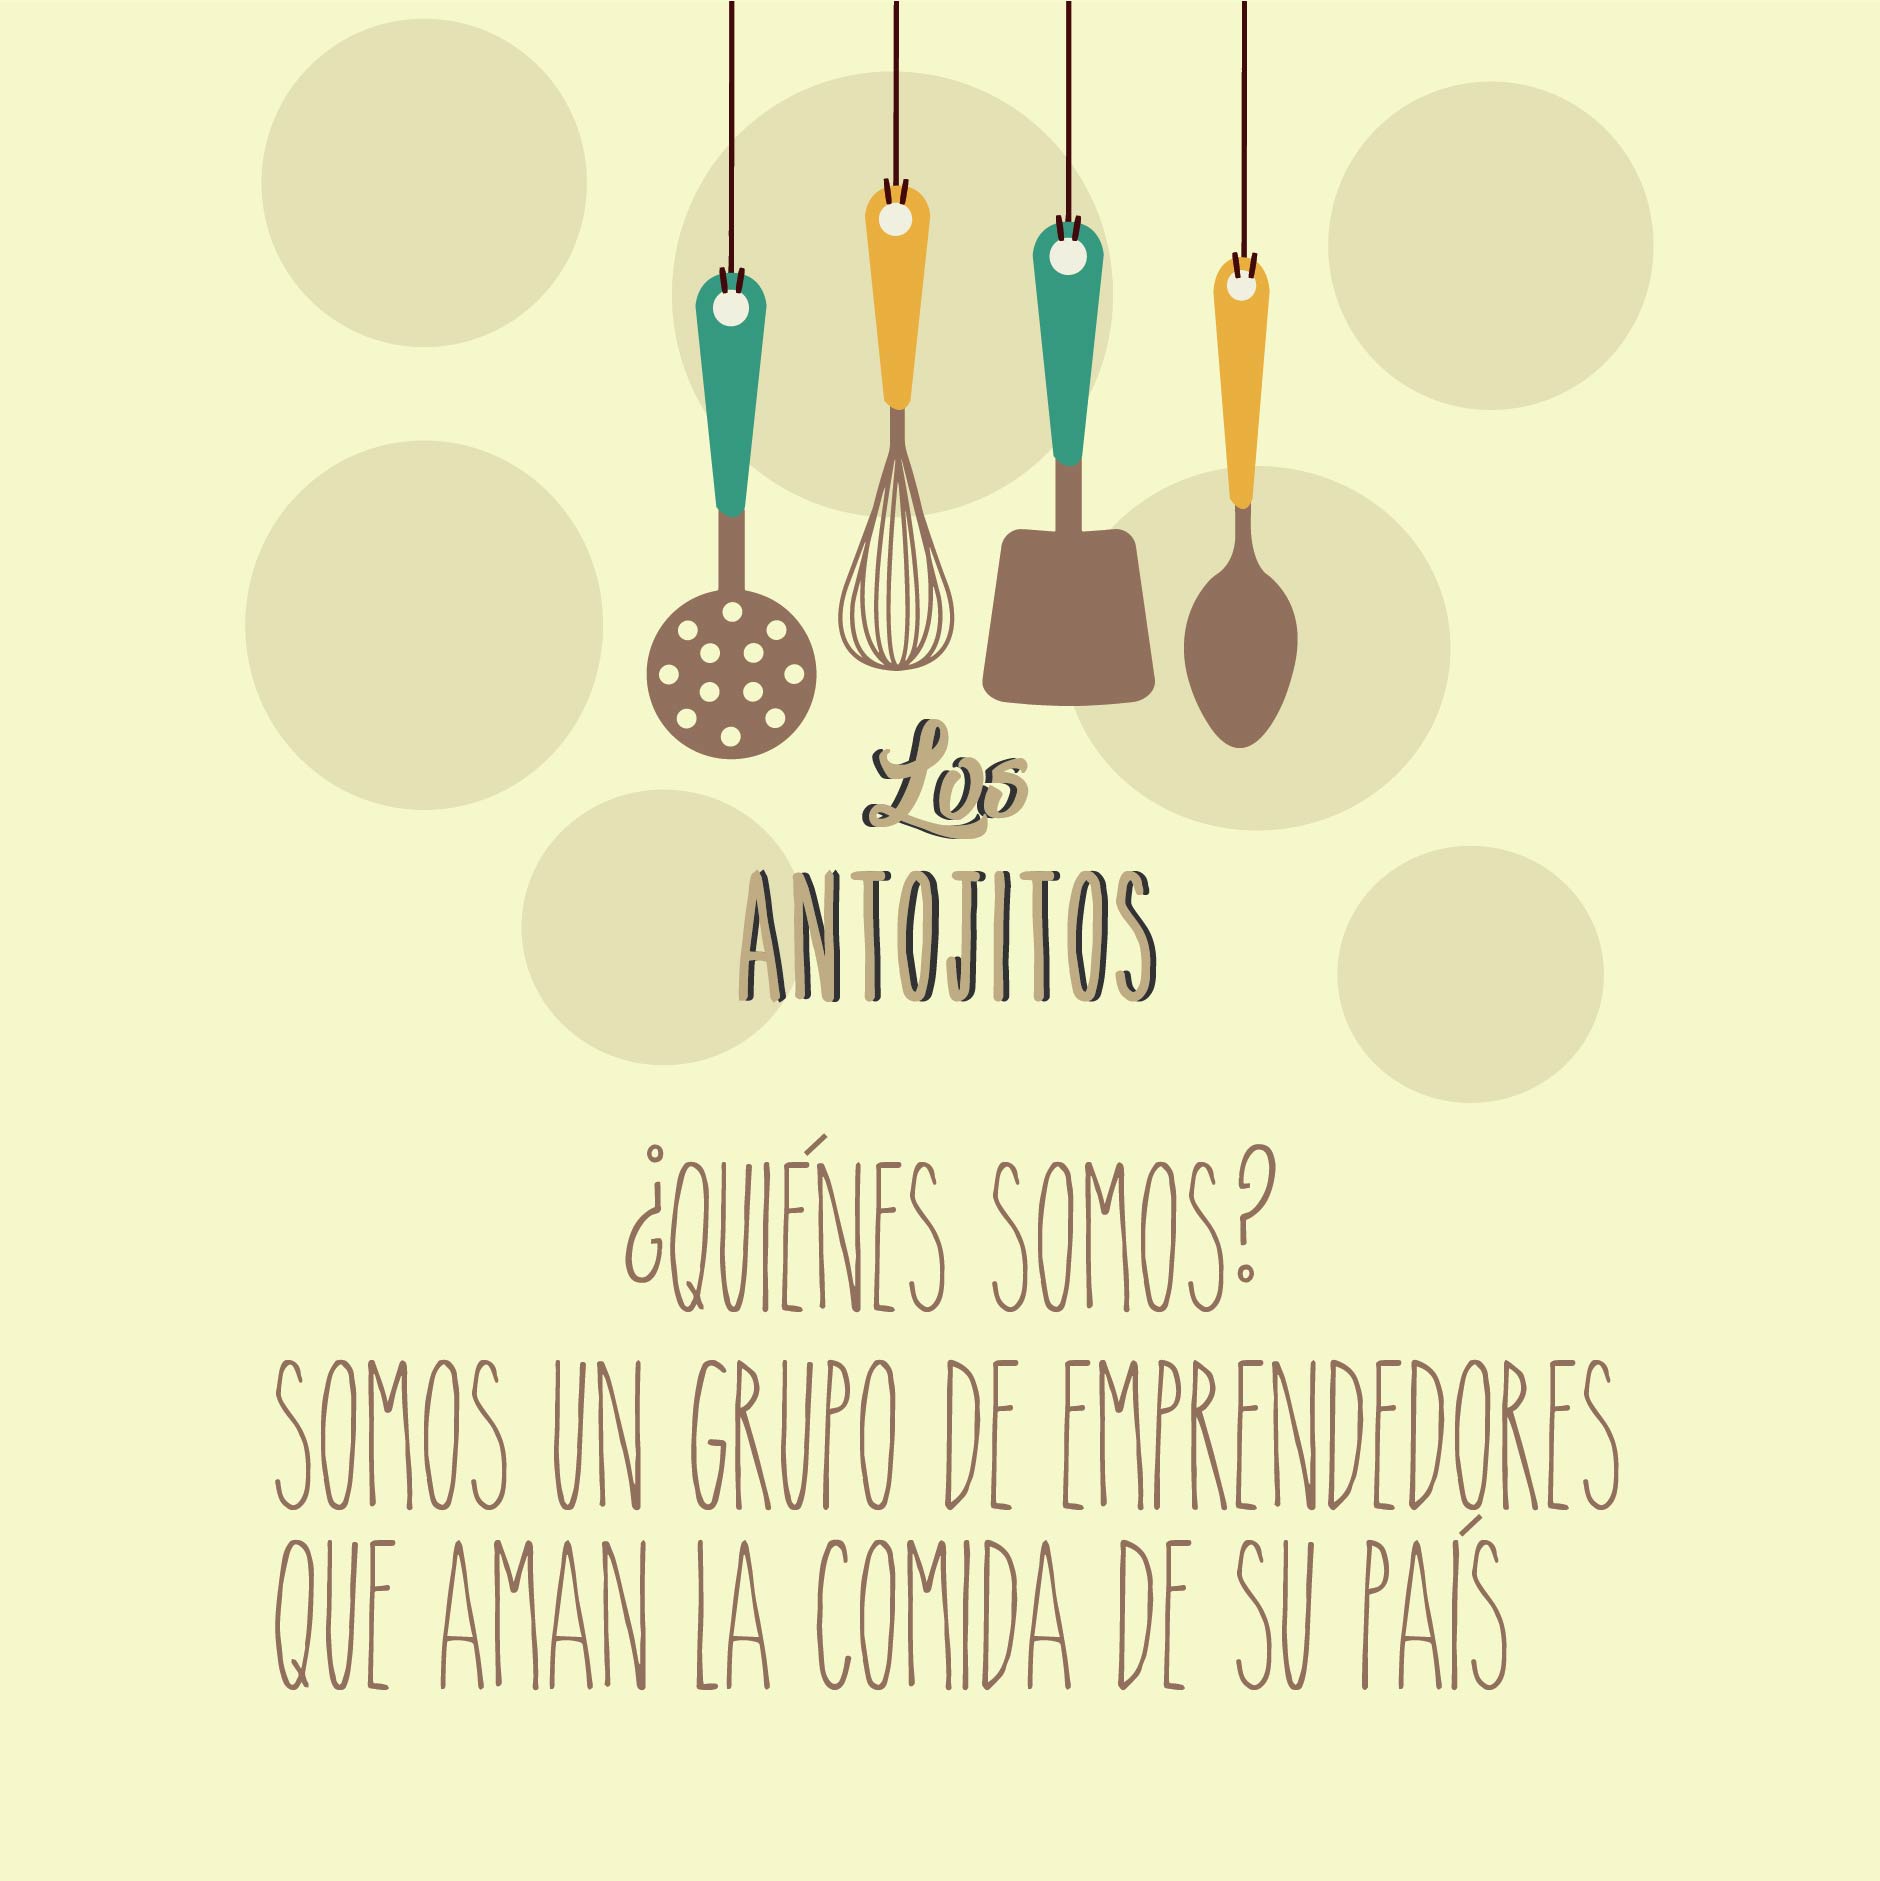 Los
ANTOJITOS
¿QUIÉNES SOMOS?
SOMOS UN GRUPO DE EMPRENDEDORES
QUE AMAN LA COMIDA DE SU PAÍS